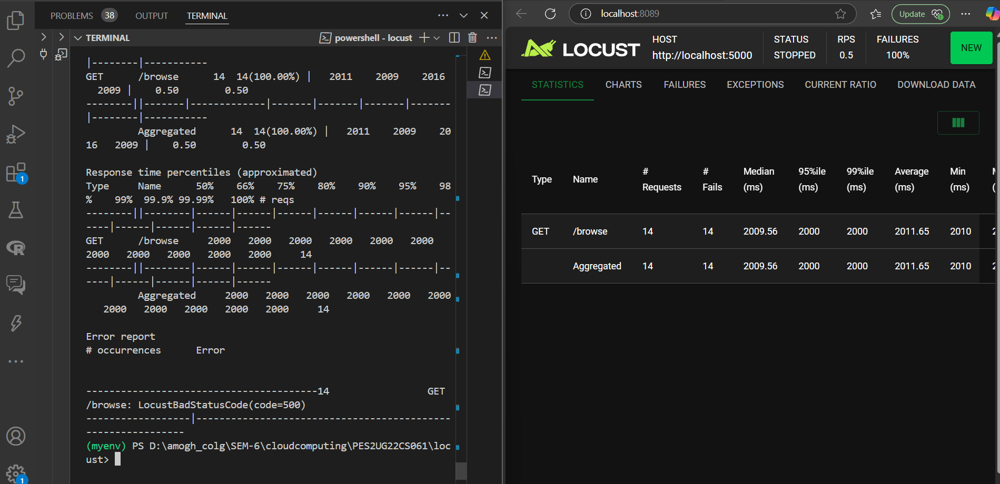 PROBLEMS 38 OUTPUT TERMINAL
TERMINAL
powershell - locust
|--------|-----------
GET      /browse      14  14(100.00%) |   2011    2009    2016
  2009 |    0.50        0.50
--------||-------|-------------|-------|-------|-------|-------
|--------|-----------
         Aggregated      14  14(100.00%) |   2011    2009    20
16   2009 |    0.50        0.50
Response time percentiles (approximated)
Type     Name      50%    66%    75%    80%    90%    95%    98
%    99%  99.9% 99.99%   100% # reqs
--------||--------|------|------|------|------|------|------|--
----|------|------|------|------
GET      /browse     2000   2000   2000   2000   2000   2000
2000   2000   2000   2000   2000     14
--------||--------|------|------|------|------|------|------|--
----|------|------|------|------
         Aggregated     2000   2000   2000   2000   2000   2000
   2000   2000   2000   2000   2000     14
Error report
# occurrences      Error
----------------------------------------14                 GET
/browse: LocustBadStatusCode(code=500)
------------------|--------------------------------------------
-----------------
(myenv) PS D:\amogh_colg\SEM-6\cloudcomputing\PES2UG22CS061\loc
ust>
1
1
localhost:8089
Update
LOCUST
HOST
http://localhost:5000
STATUS
STOPPED
RPS
0.5
FAILURES
100%
NEW
STATISTICS CHARTS FAILURES EXCEPTIONS CURRENT RATIO DOWNLOAD DATA
Type Name # Requests # Fails Median (ms) 95%ile (ms) 99%ile (ms) Average (ms) Min (ms)
GET /browse 14 14 2009.56 2000 2000 2011.65 2010
Aggregated 14 14 2009.56 2000 2000 2011.65 2010